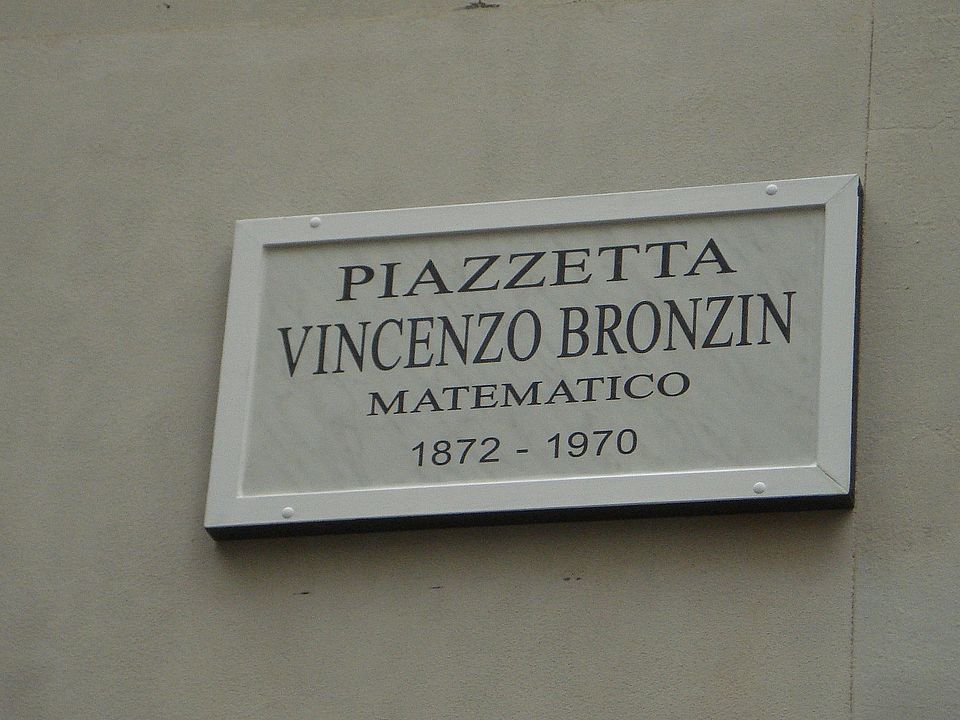 PIAZZETTA
VINCENZO BRONZIN
MATEMATICO
1872 - 1970